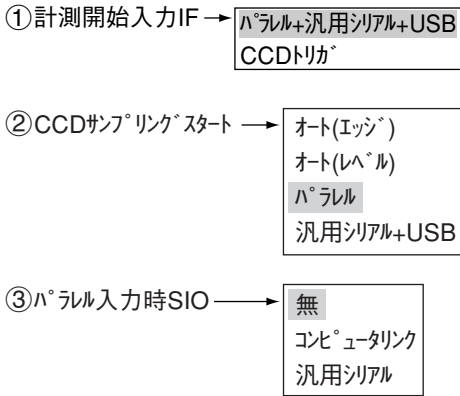 ①計測開始入力IF
ﾊﾟﾗﾚﾙ+汎用ｼﾘｱﾙ+USB
CCDﾄﾘｶﾞ
②CCDｻﾝﾌﾟﾘﾝｸﾞｽﾀｰﾄ
ｵｰﾄ(ｴｯｼﾞ)
ｵｰﾄ(ﾚﾍﾞﾙ)
ﾊﾟﾗﾚﾙ
汎用ｼﾘｱﾙ+USB
③ﾊﾟﾗﾚﾙ入力時SIO
無
ｺﾝﾋﾟｭｰﾀﾘﾝｸ
汎用ｼﾘｱﾙ